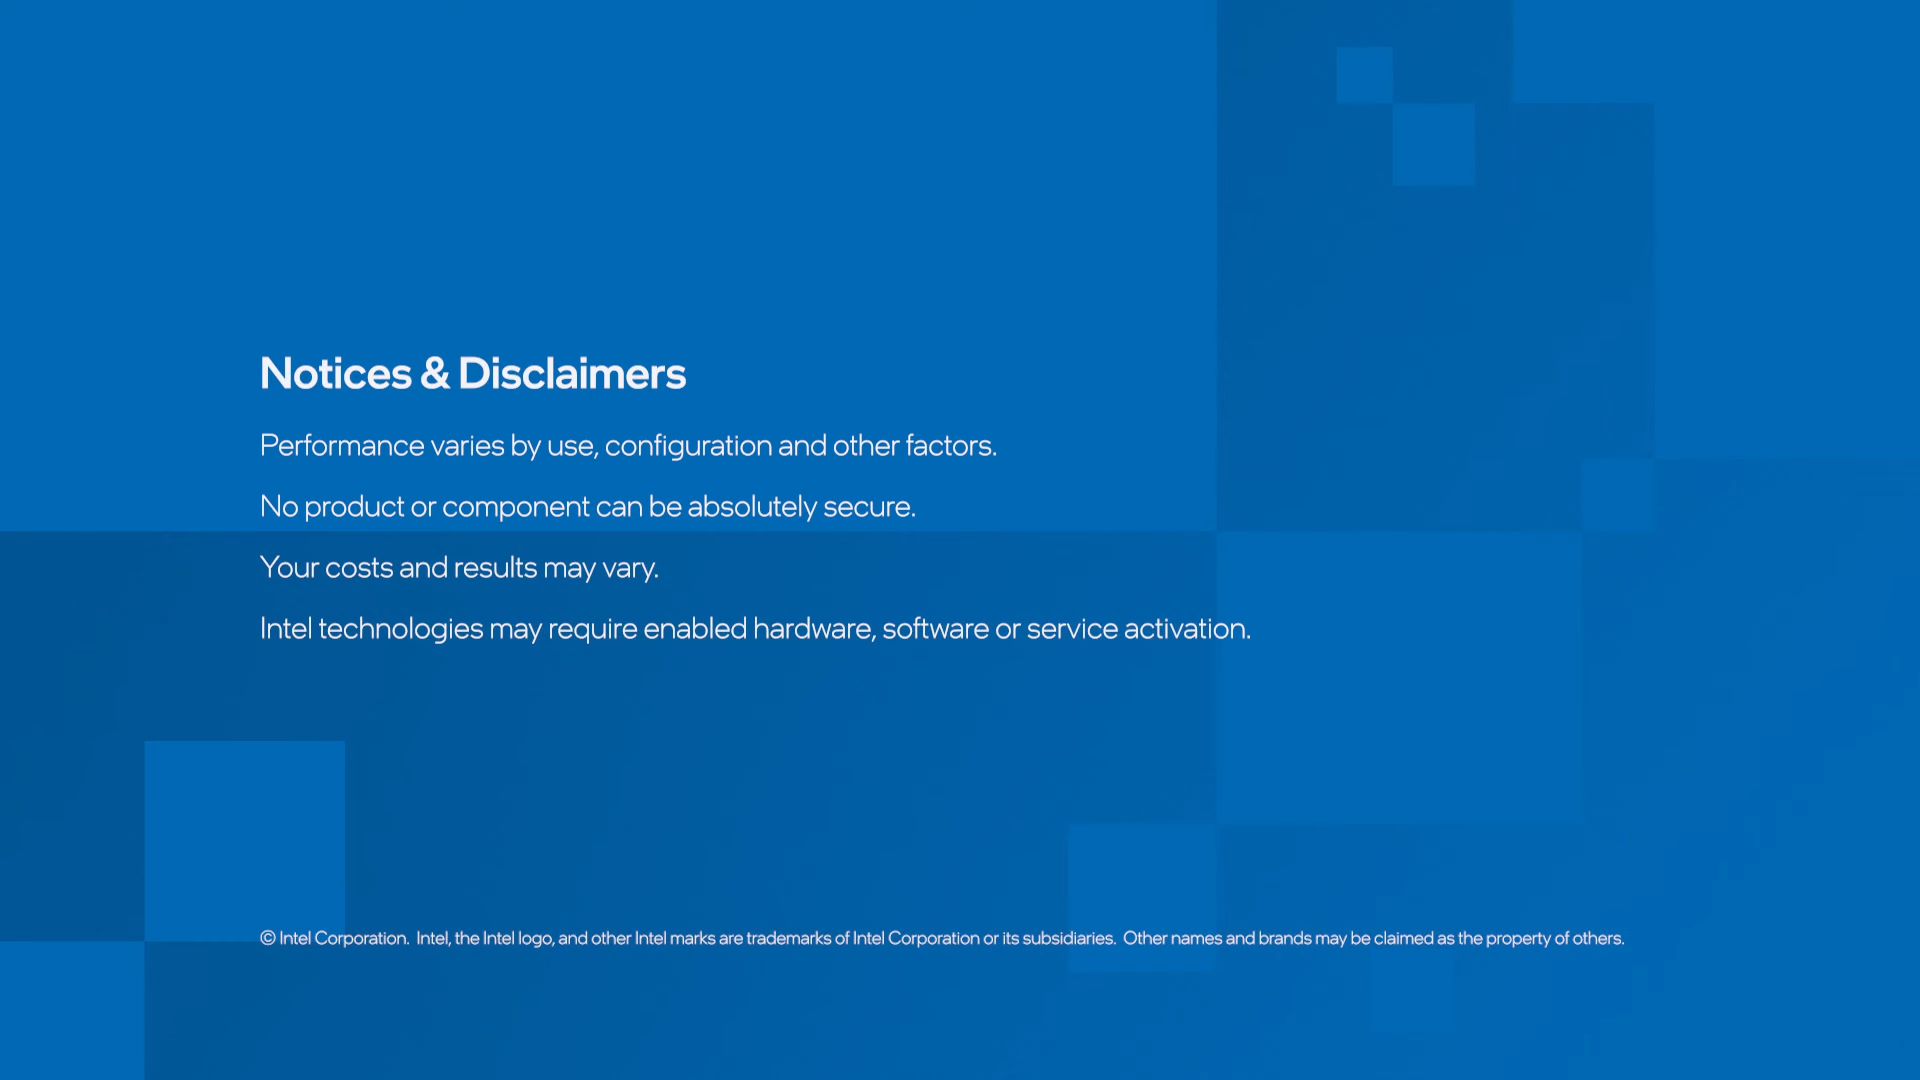 Notices & Disclaimers
Performance varies by use, configuration and other factors.
No product or component can be absolutely secure.
Your costs and results may vary.
Intel technologies may require enabled hardware, software or service activation.
© Intel Corporation.  Intel, the Intel logo, and other Intel marks are trademarks of Intel Corporation or its subsidiaries.  Other names and brands may be claimed as the property of others.